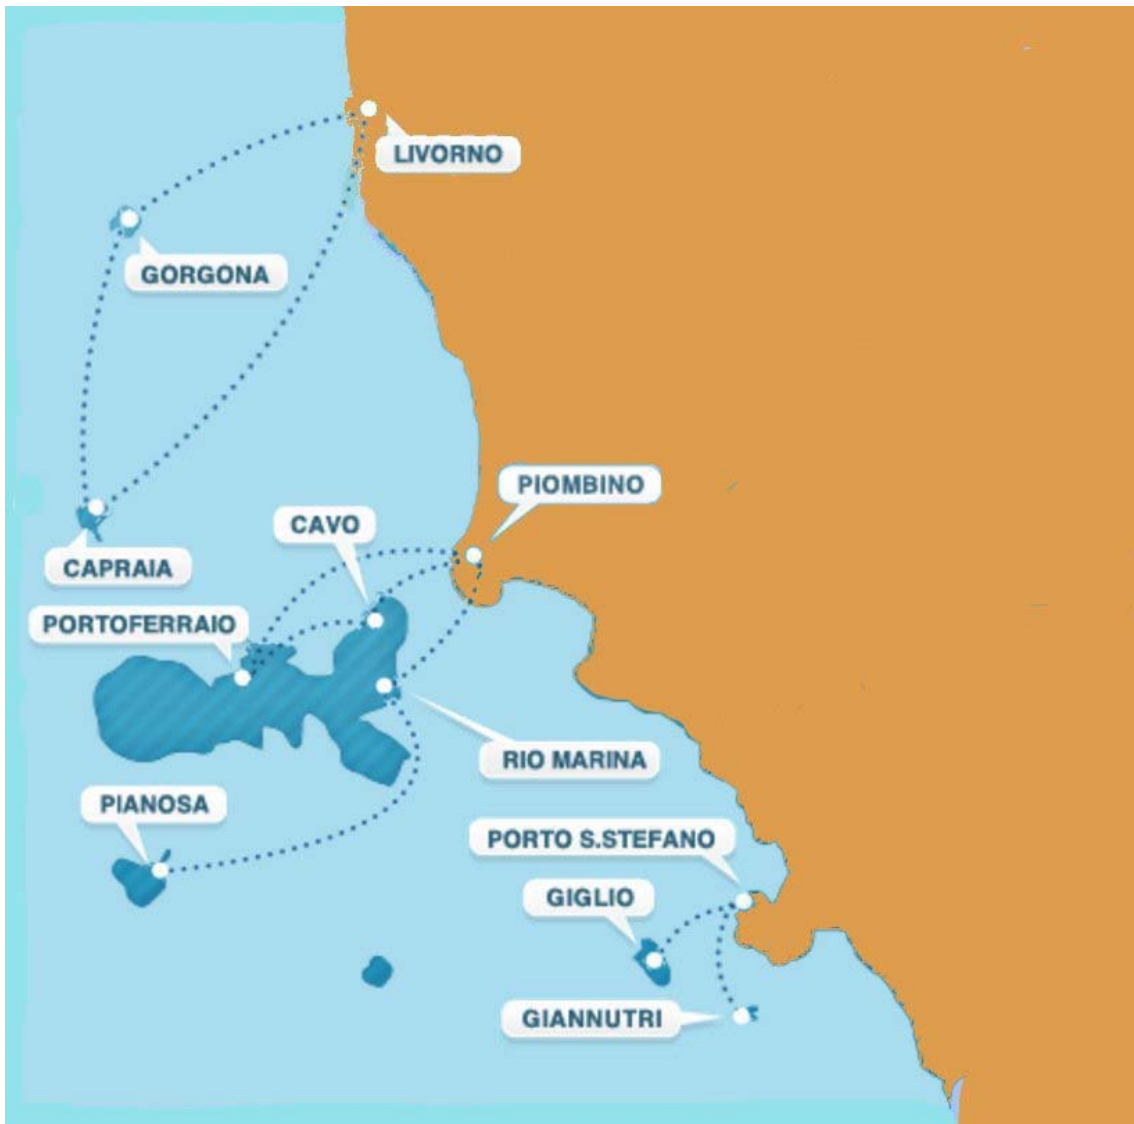 LIVORNO
GORGONA
PIOMBINO
CAVO
CAPRAIA
PORTOFERRAIO
RIO MARINA
PIANOSA
PORTO S.STEFANO
GIGLIO
GIANNUTRI